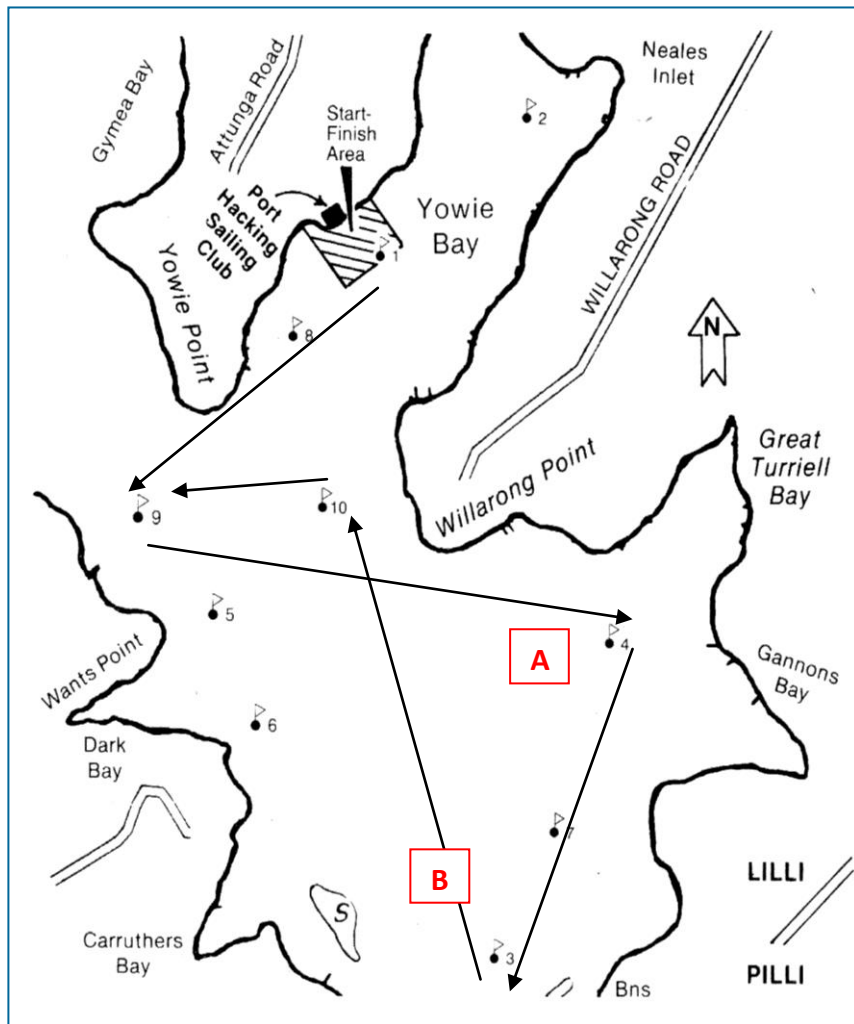 Gymea Bay
Attunga Road
Start-
Finish
Area
Neales
Inlet
2
Port
Hacking
Sailing
Club
Yowie
Bay
WILLARONG ROAD
1
Yowie Point
8
N
Great
Turriell
Bay
Willarong Point
9
10
5
A
4
Gannons
Bay
Wants Point
6
Dark
Bay
7
B
LILLI
S
Carruthers
Bay
3
PILLI
Bns